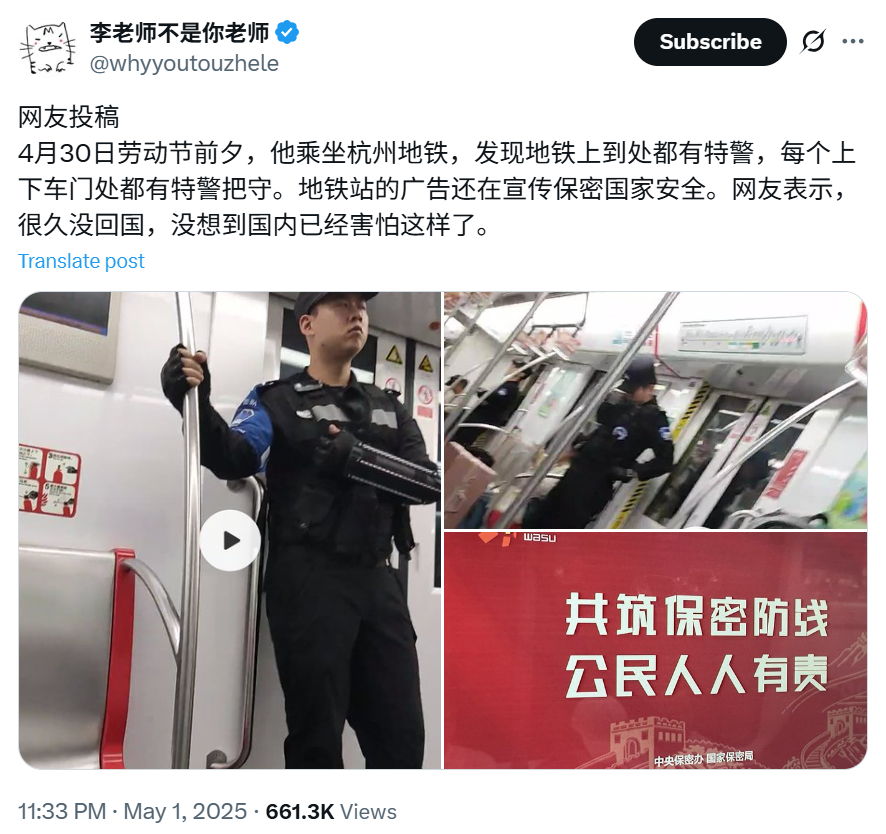 李老师不是你老师
@whyyoutouzhele
Subscribe
网友投稿
4月30日劳动节前夕，他乘坐杭州地铁，发现地铁上到处都有特警，每个上
下车门处都有特警把守。地铁站的广告还在宣传保密国家安全。网友表示，
很久没回国，没想到国内已经害怕这样了。
Translate post
wasu
共筑保密防线
公民人人有责
中央保密办 国家保密局
11:33 PM · May 1, 2025 · 661.3K Views